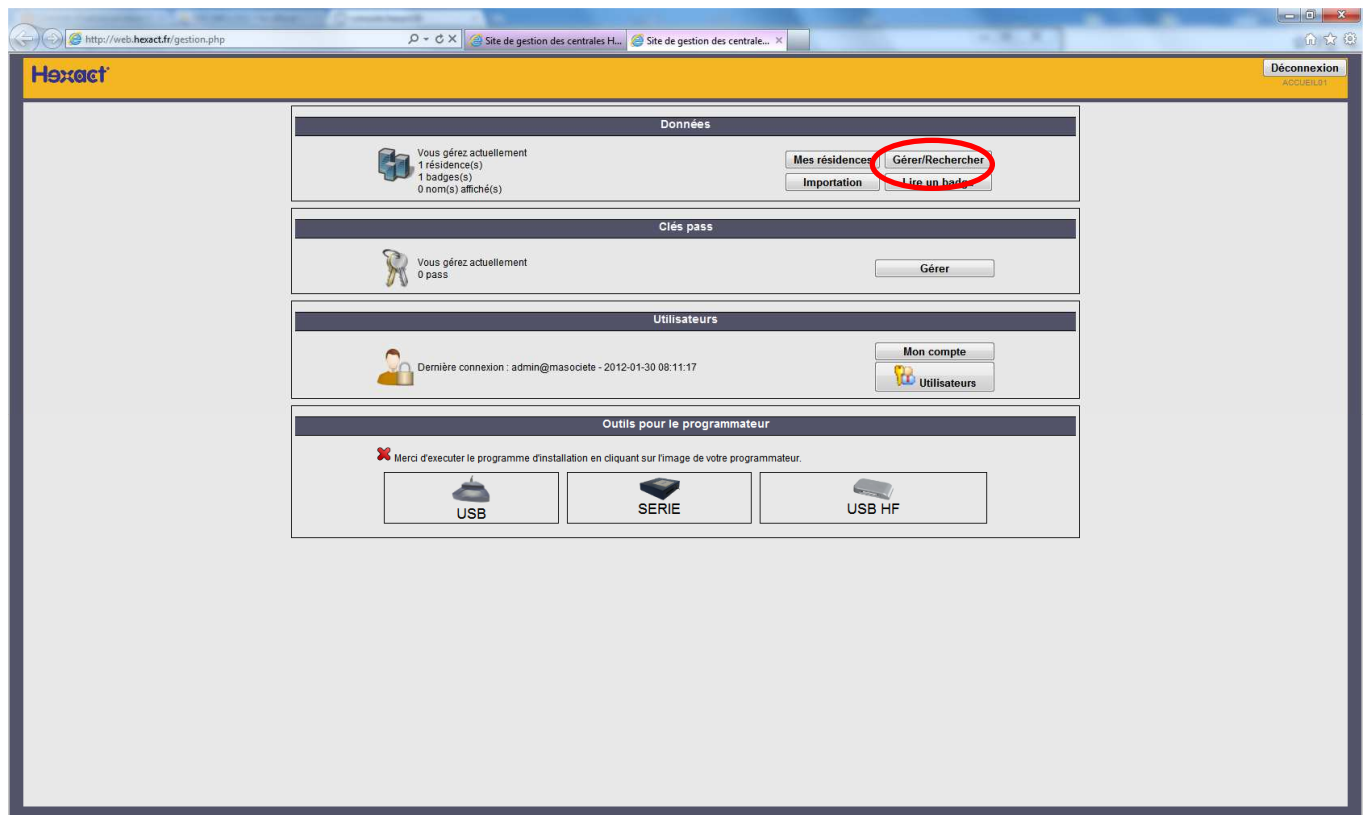 http://web.hexact.fr/gestion.php
Site de gestion des centrales H...
Site de gestion des centrale...
Hexact
Déconnexion
ACCUEIL01
Données
Vous gérez actuellement
1 résidence(s)
1 badges(s)
0 nom(s) affiché(s)
Mes résidences
Gérer/Rechercher
Importation
Lire un badge
Clés pass
Vous gérez actuellement
0 pass
Gérer
Utilisateurs
Dernière connexion : admin@masociete - 2012-01-30 08:11:17
Mon compte
Utilisateurs
Outils pour le programmateur
Merci d'executer le programme d'installation en cliquant sur l'image de votre programmateur.
USB
SERIE
USB HF